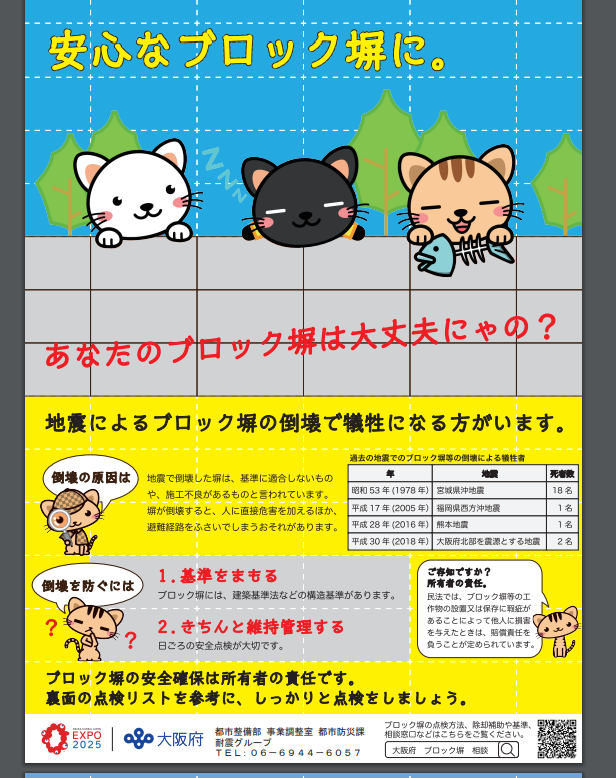 安心なブロック塀に。
ZZZ
あなたのブロック塀は大丈夫にゃの？
地震によるブロック塀の倒壊で犠牲になる方がいます。
倒壊の原因は
地震で倒壊した塀は、基準に適合しないもの
や、施工不良があるものと言われています。
塀が倒壊すると、人に直接危害を加えるほか、
避難経路をふさいでしまうおそれがあります。
過去の地震でのブロック塀等の倒壊による犠牲者
年 地震 死者数
昭和 53 年 (1978 年) 宮城県沖地震 18 名
平成 17 年 (2005 年) 福岡県西方沖地震 1 名
平成 28 年 (2016 年) 熊本地震 1 名
平成 30 年 (2018 年) 大阪府北部を震源とする地震 2 名
倒壊を防ぐには
? ?
1.基準をまもる
ブロック塀には、建築基準法などの構造基準があります。
2.きちんと維持管理する
日ごろの安全点検が大切です。
ご存知ですか？
所有者の責任。
民法では、ブロック塀等の工
作物の設置又は保存に瑕疵が
あることによって他人に損害
を与えたときは、賠償責任を
負うことが定められています。
ブロック塀の安全確保は所有者の責任です。
裏面の点検リストを参考に、しっかりと点検をしましょう。
EXPO
2025
大阪府
都市整備部 事業調整室 都市防災課
耐震グループ
TEL：06－6944－6057
ブロック塀の点検方法、除却補助や基準、
相談窓口などはこちらをご覧ください。
大阪府 ブロック塀 相談